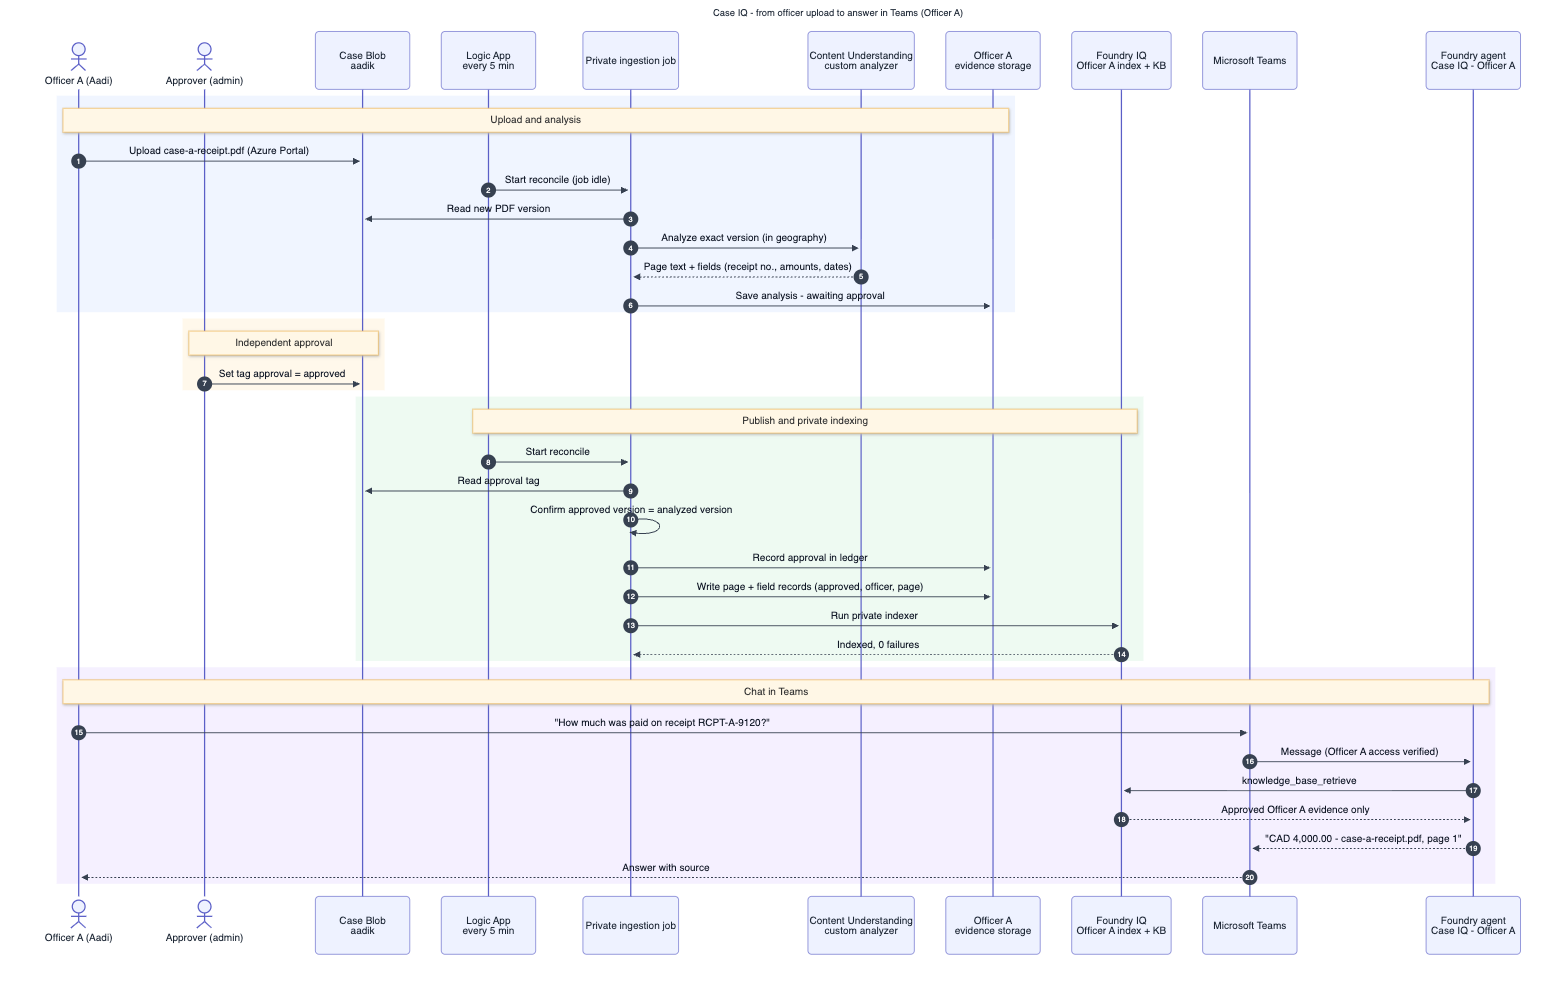 Case IQ - from officer upload to answer in Teams (Officer A)
Officer A (Aadi)
Approver (admin)
Case Blob
aadik
Logic App
every 5 min
Private ingestion job
Content Understanding
custom analyzer
Officer A
evidence storage
Foundry IQ
Officer A index + KB
Microsoft Teams
Foundry agent
Case IQ - Officer A
Upload and analysis
1 Upload case-a-receipt.pdf (Azure Portal)
2 Start reconcile (job idle)
Read new PDF version 3
4 Analyze exact version (in geography)
Page text + fields (receipt no., amounts, dates) 5
6 Save analysis - awaiting approval
Independent approval
7 Set tag approval = approved
Publish and private indexing
8 Start reconcile
Read approval tag 9
Confirm approved version = analyzed version
10
11 Record approval in ledger
12 Write page + field records (approved, officer, page)
13 Run private indexer
Indexed, 0 failures 14
Chat in Teams
15 "How much was paid on receipt RCPT-A-9120?"
16 Message (Officer A access verified)
knowledge_base_retrieve 17
18 Approved Officer A evidence only
"CAD 4,000.00 - case-a-receipt.pdf, page 1" 19
Answer with source 20
Officer A (Aadi)
Approver (admin)
Case Blob
aadik
Logic App
every 5 min
Private ingestion job
Content Understanding
custom analyzer
Officer A
evidence storage
Foundry IQ
Officer A index + KB
Microsoft Teams
Foundry agent
Case IQ - Officer A